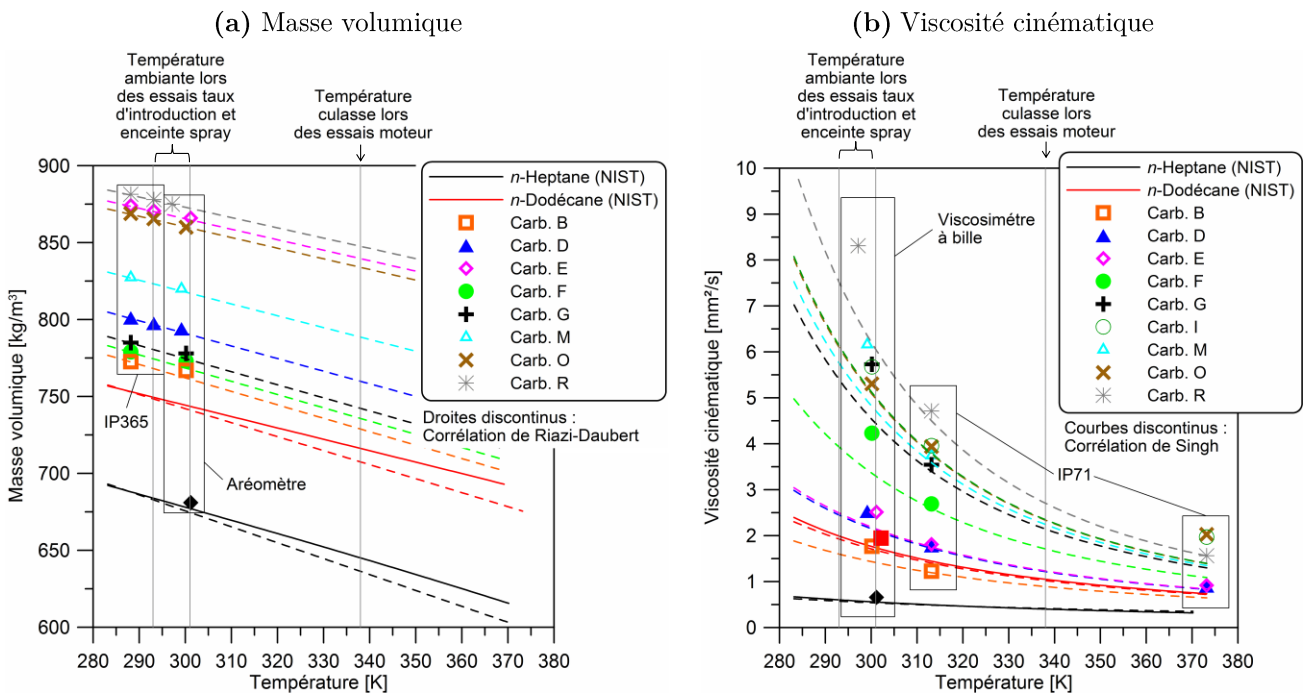 (a) Masse volumique
Température
ambiante lors
des essais taux
d'introduction et
enceinte spray
Température
culasse lors
des essais moteur
900
850
800
750
700
650
600
Masse volumique [kg/m³]
280 290 300 310 320 330 340 350 360 370 380
Température [K]
n-Heptane (NIST)
n-Dodécane (NIST)
Carb. B
Carb. D
Carb. E
Carb. F
Carb. G
Carb. M
Carb. O
Carb. R
Droites discontinus :
Corrélation de Riazi-Daubert
IP365
Aréomètre
(b) Viscosité cinématique
Température
ambiante lors
des essais taux
d'introduction et
enceinte spray
Température
culasse lors
des essais moteur
10
9
8
7
6
5
4
3
2
1
0
Viscosité cinématique [mm²/s]
280 290 300 310 320 330 340 350 360 370 380
Température [K]
n-Heptane (NIST)
n-Dodécane (NIST)
Carb. B
Carb. D
Carb. E
Carb. F
Carb. G
Carb. I
Carb. M
Carb. O
Carb. R
Courbes discontinus :
Corrélation de Singh
Viscosimétre
à bille
IP71